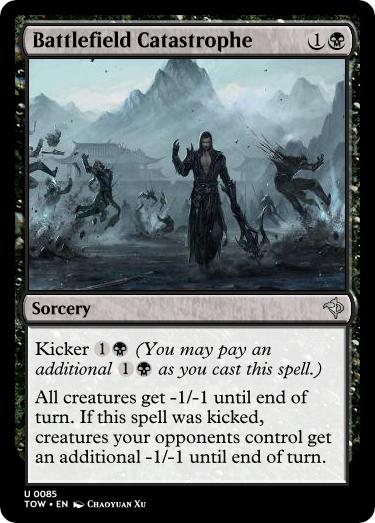 Battlefield Catastrophe 1
Sorcery
Kicker 1 (You may pay an
additional 1 as you cast this spell.)
All creatures get -1/-1 until end of
turn. If this spell was kicked,
creatures your opponents control get
an additional -1/-1 until end of turn.
U 0085
TOW • EN Chaoyuan Xu